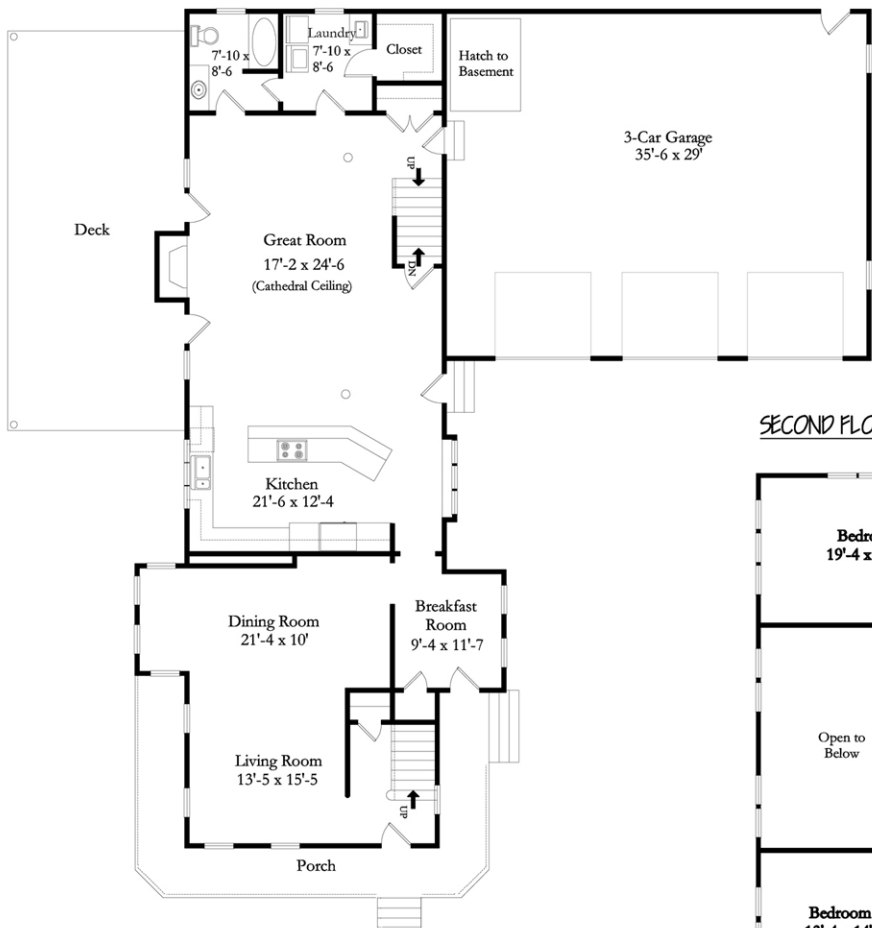 7'-10 x
8'-6
Laundry
7'-10 x
8'-6
Closet
Hatch to
Basement
3-Car Garage
35'-6 x 29'
UP
DN
Deck
Great Room
17'-2 x 24'-6
(Cathedral Ceiling)
Kitchen
21'-6 x 12'-4
Dining Room
21'-4 x 10'
Breakfast
Room
9'-4 x 11'-7
Living Room
13'-5 x 15'-5
UP
Porch
SECOND FLO
Bedro
19'-4 x
Open to
Below
Bedroom